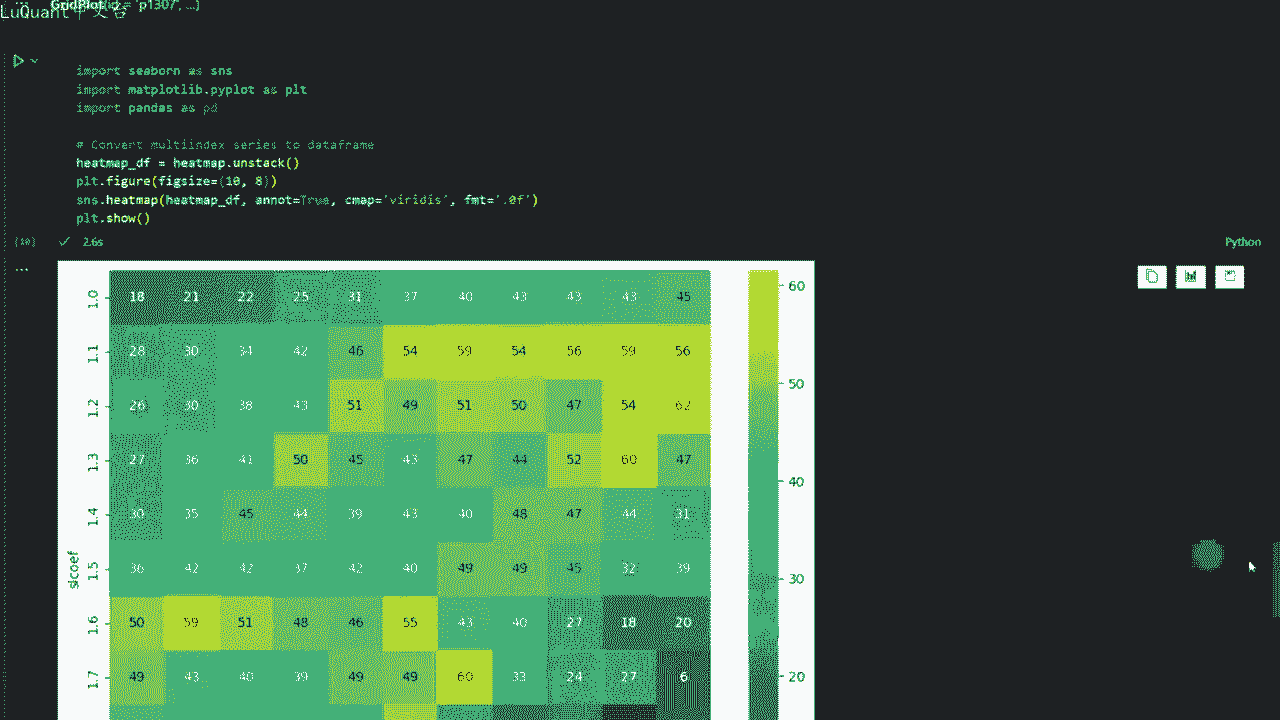 GridPlot(id = 'p1307', ...)
LuQuant中文台
import seaborn as sns
import matplotlib.pyplot as plt
import pandas as pd
# Convert multiindex series to dataframe
heatmap_df = heatmap.unstack()
plt.figure(figsize=(10, 8))
sns.heatmap(heatmap_df, annot=True, cmap='viridis', fmt='.0f')
plt.show()
[10] 2.6s Python
...
1.0 18 21 22 25 31 37 40 43 43 43 45 60
1.1 28 30 34 42 46 54 59 54 56 59 56
50
1.2 26 30 38 43 51 49 51 50 47 54 62
1.3 27 36 41 50 45 43 47 44 52 60 47
40
1.4 30 35 45 44 39 43 40 48 47 44 31
slcoef
1.5 36 42 42 37 42 40 49 49 45 32 39
30
1.6 50 59 51 48 46 55 43 40 27 18 20
1.7 49 43 40 39 49 49 60 33 24 27 6
20